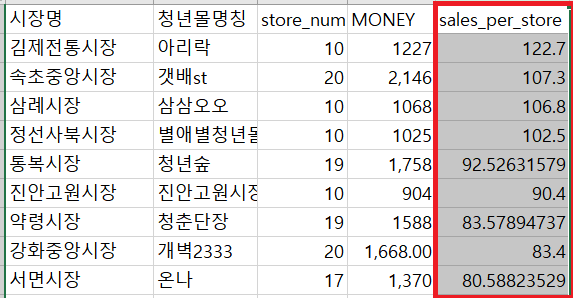 시장명 청년몰명칭 store_num MONEY sales_per_store
김제전통시장 아리락 10 1227 122.7
속초중앙시장 갯배st 20 2,146 107.3
삼례시장 삼삼오오 10 1068 106.8
정선사북시장 별애별청년몰 10 1025 102.5
통복시장 청년숲 19 1,758 92.52631579
진안고원시장 진안고원시장 10 904 90.4
약령시장 청춘단장 19 1588 83.57894737
강화중앙시장 개벽2333 20 1,668.00 83.4
서면시장 온나 17 1,370 80.58823529